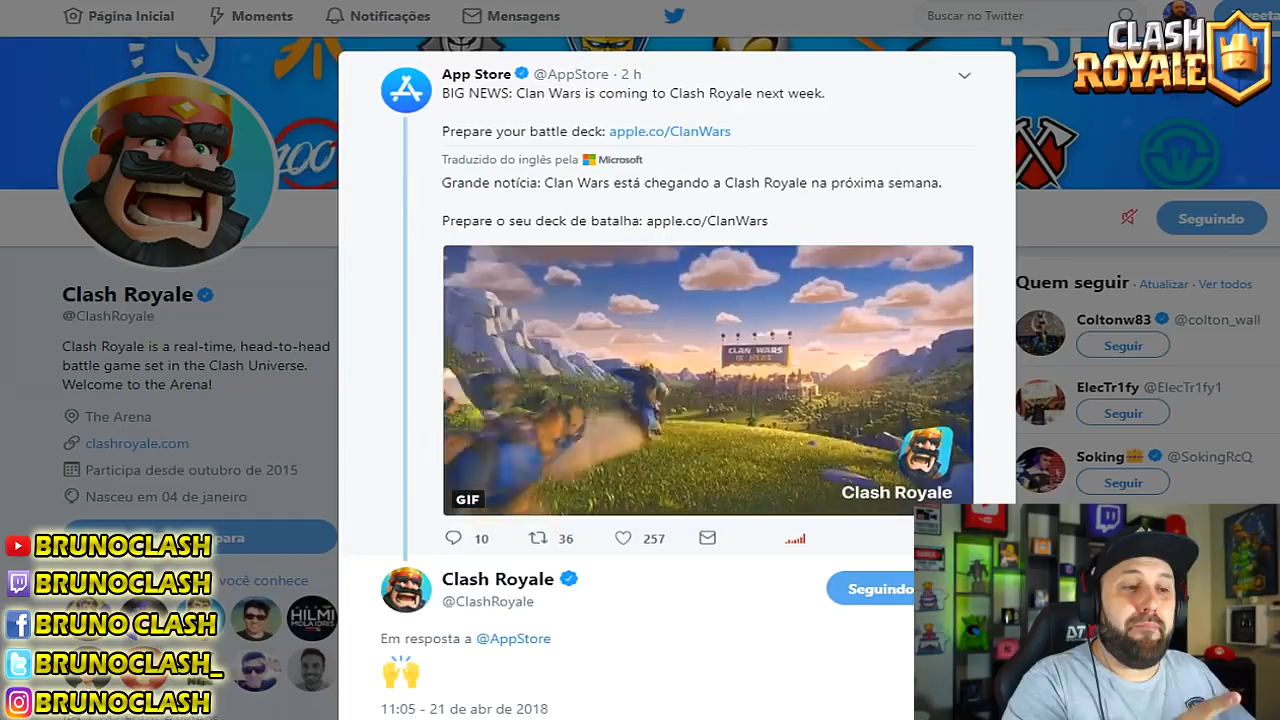 Página Inicial
Moments
Notificações
Mensagens
Buscar no Twitter
CLASH
ROYALE
App Store @AppStore · 2 h
BIG NEWS: Clan Wars is coming to Clash Royale next week.
Prepare your battle deck: apple.co/ClanWars
Traduzido do inglês pela Microsoft
Grande notícia: Clan Wars está chegando a Clash Royale na próxima semana.
Prepare o seu deck de batalha: apple.co/ClanWars
CLAN WARS
IS HERE
Clash Royale
GIF
10
36
257
Clash Royale
@ClashRoyale
Seguindo
Em resposta a @AppStore
🙌
11:05 - 21 de abr de 2018
100
Clash Royale
@ClashRoyale
Clash Royale is a real-time, head-to-head
battle game set in the Clash Universe.
Welcome to the Arena!
The Arena
clashroyale.com
Participa desde outubro de 2015
Nasceu em 04 de janeiro
para
você conhece
HILMI
BRUNOCLASH
BRUNOCLASH
BRUNO CLASH
BRUNOCLASH_
BRUNOCLASH
Seguindo
Quem seguir · Atualizar · Ver todos
Coltonw83 @colton_wall
Seguir
ElecTr1fy @ElecTr1fy1
Seguir
Soking @SokingRcQ
Seguir